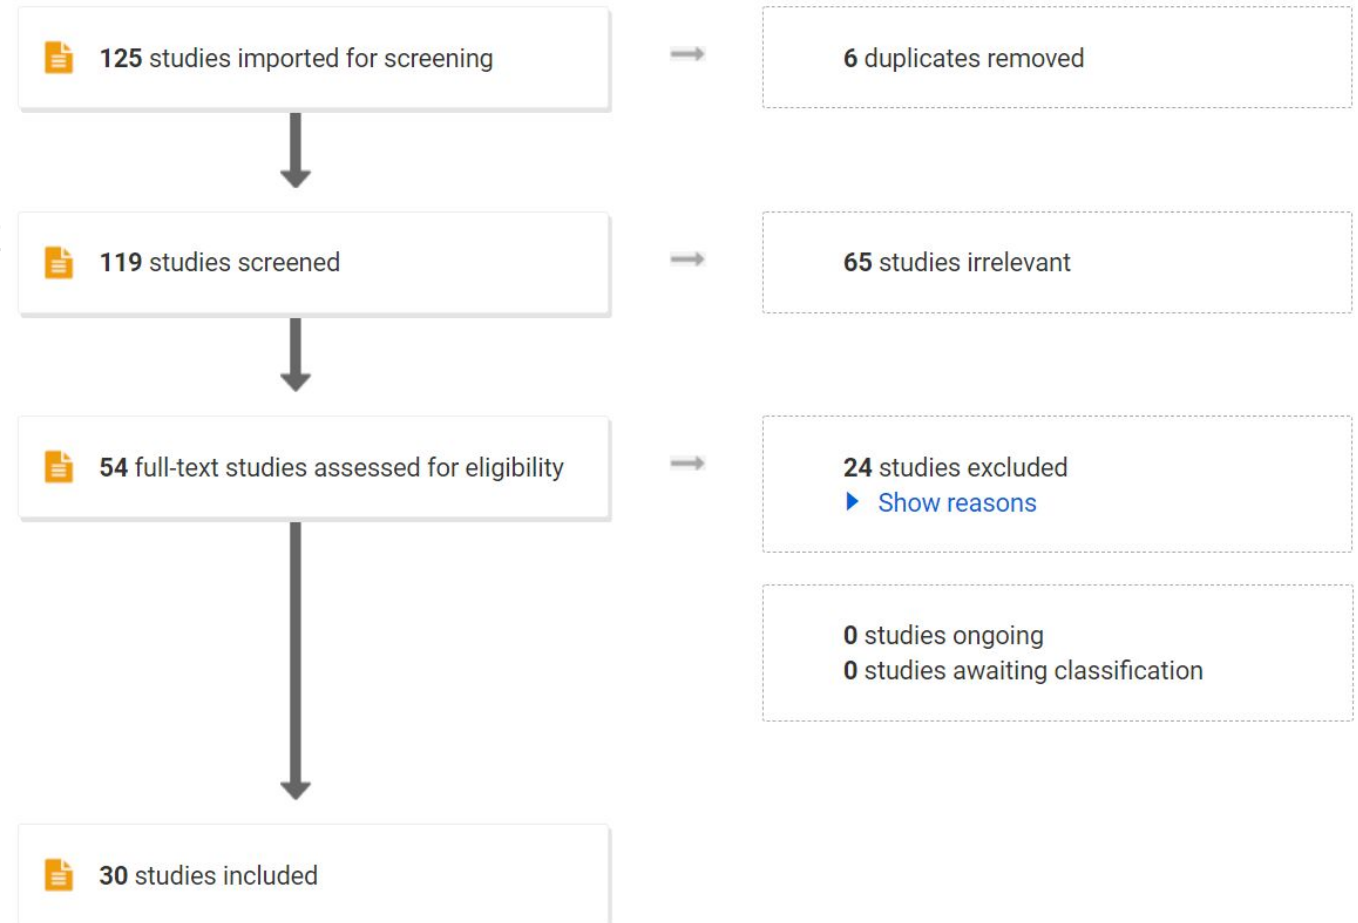 125 studies imported for screening
6 duplicates removed
119 studies screened
65 studies irrelevant
54 full-text studies assessed for eligibility
24 studies excluded
Show reasons
0 studies ongoing
0 studies awaiting classification
30 studies included